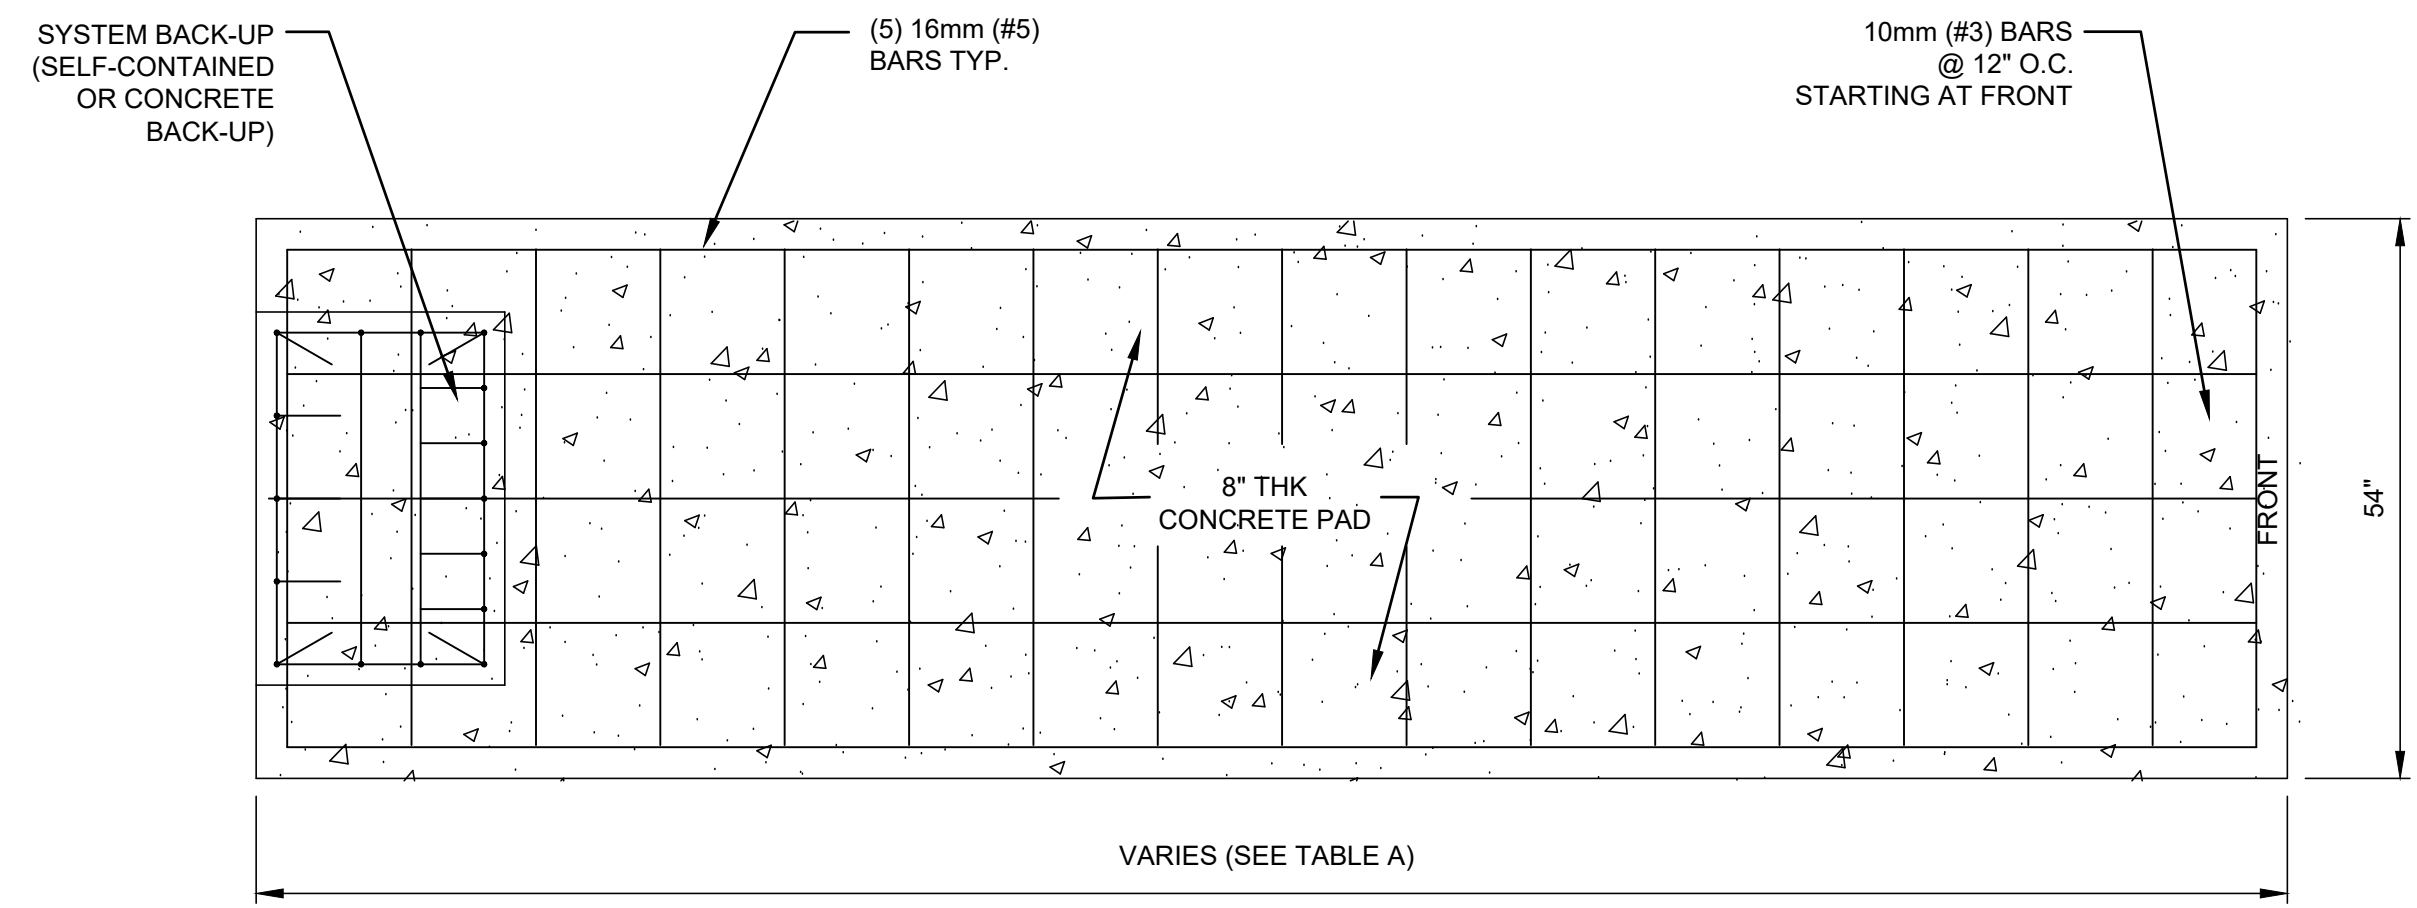 SYSTEM BACK-UP
(SELF-CONTAINED
OR CONCRETE
BACK-UP)
(5) 16mm (#5)
BARS TYP.
10mm (#3) BARS
@ 12" O.C.
STARTING AT FRONT
8" THK
CONCRETE PAD
FRONT
54"
VARIES (SEE TABLE A)